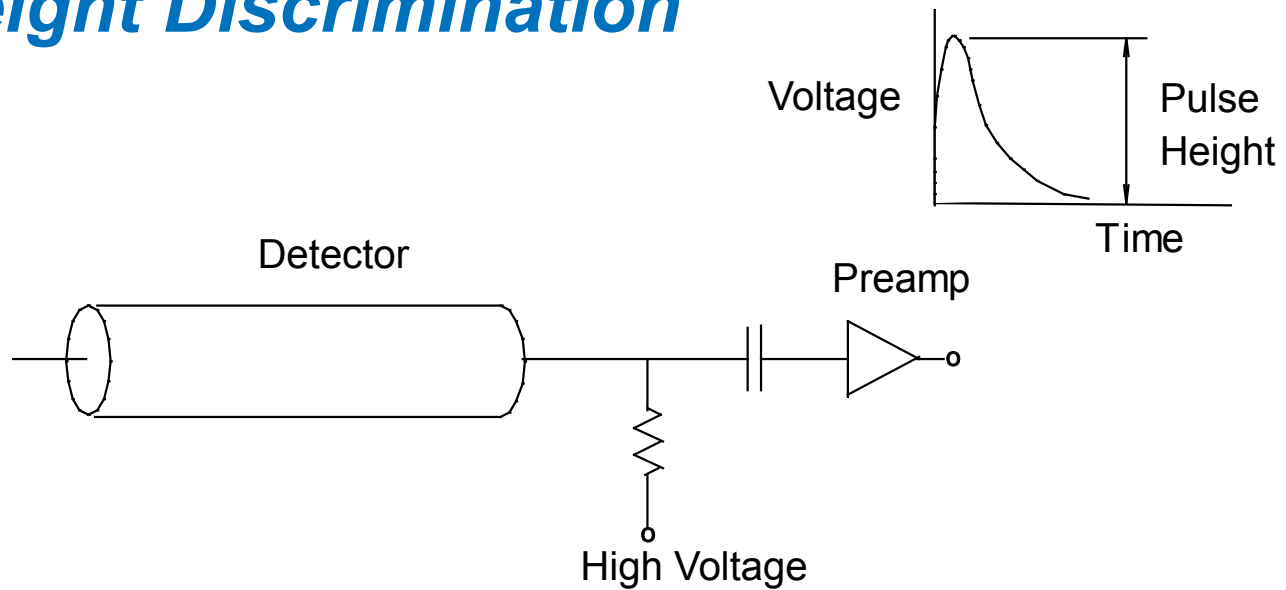 eight Discrimination
Voltage
Pulse
Height
Time
Detector
Preamp
High Voltage